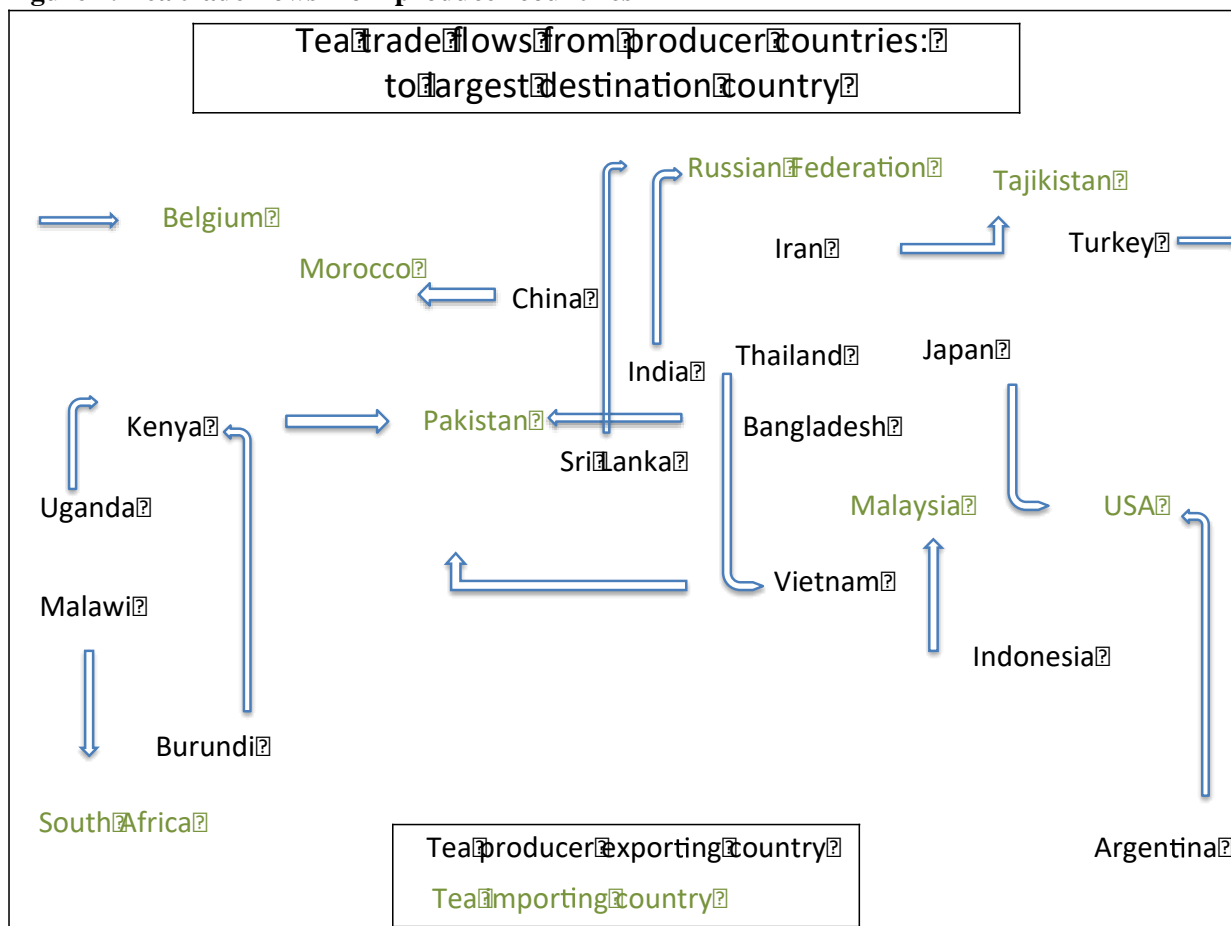 Tea trade flows from producer countries:
to largest destination country
Russian Federation
Tajikistan
Belgium
Iran
Turkey
Morocco
China
Thailand
Japan
India
Kenya
Pakistan
Bangladesh
Sri Lanka
Uganda
Malaysia
USA
Vietnam
Malawi
Indonesia
Burundi
South Africa
Tea producer exporting country
Argentina
Tea importing country